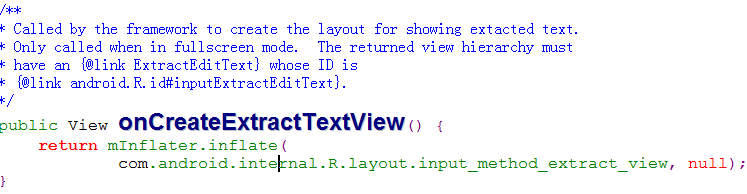 /**
* Called by the framework to create the layout for showing extacted text.
* Only called when in fullscreen mode.  The returned view hierarchy must
* have an {@link ExtractEditText} whose ID is
* {@link android.R.id#inputExtractEditText}.
*/
public View onCreateExtractTextView() {
    return mInflater.inflate(
            com.android.internal.R.layout.input_method_extract_view, null);
}